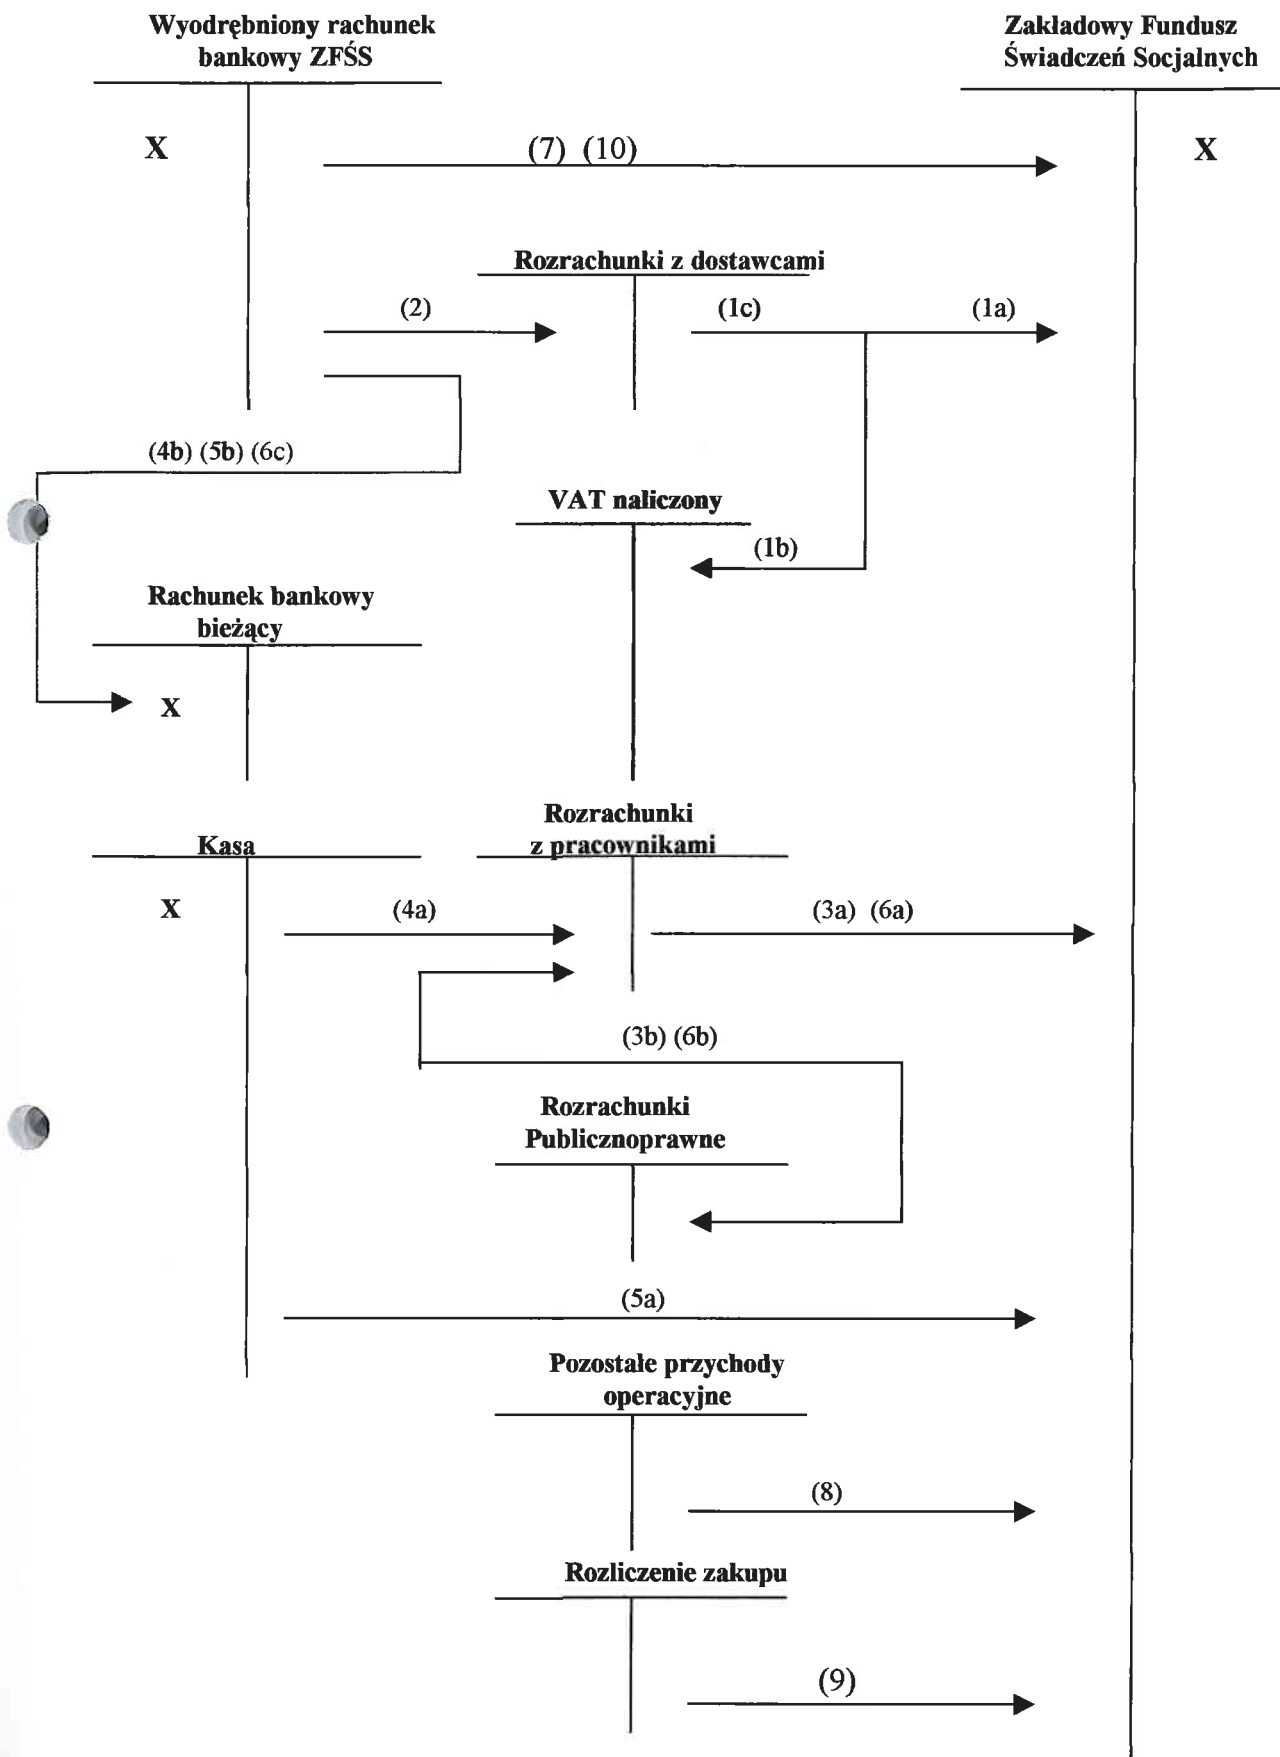 Wyodrębniony rachunek
bankowy ZFŚS
Zakładowy Fundusz
Świadczeń Socjalnych
X
(7) (10)
X
Rozrachunki z dostawcami
(2)
(1c)
(1a)
(4b) (5b) (6c)
VAT naliczony
(1b)
Rachunek bankowy
bieżący
X
Rozrachunki
z pracownikami
Kasa
X
(4a)
(3a) (6a)
(3b) (6b)
Rozrachunki
Publicznoprawne
(5a)
Pozostałe przychody
operacyjne
(8)
Rozliczenie zakupu
(9)